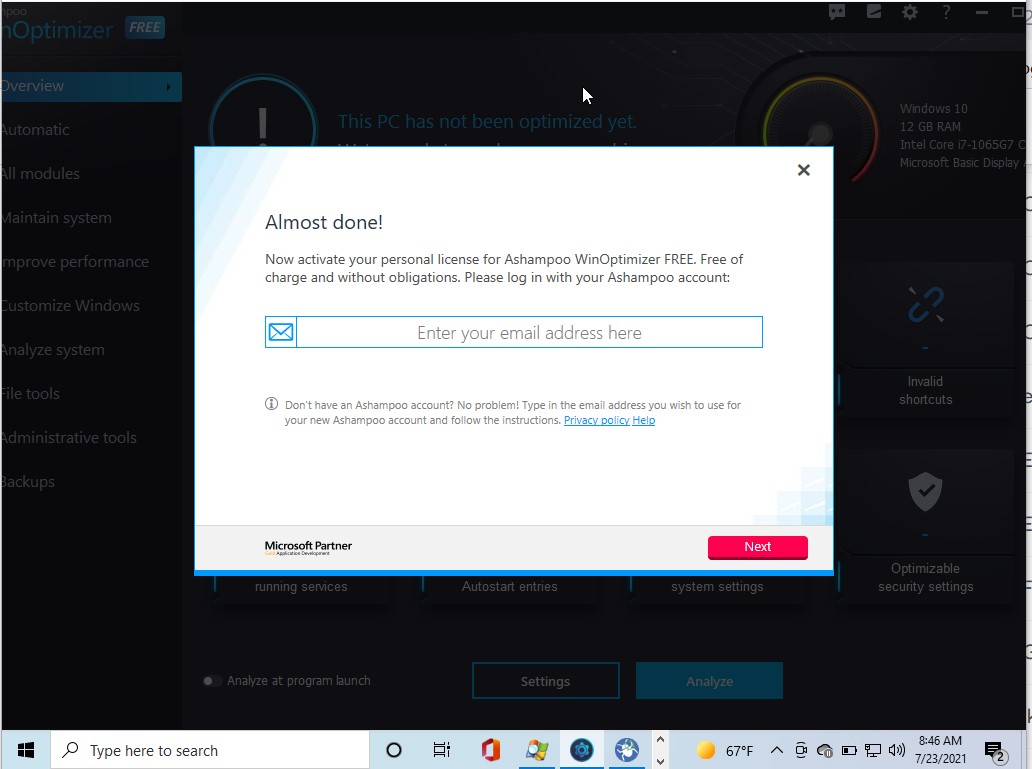 npoo
nOptimizer FREE
Overview
Automatic
All modules
Maintain system
mprove performance
Customize Windows
Analyze system
File tools
Administrative tools
Backups
!
This PC has not been optimized yet.
Windows 10
12 GB RAM
Intel Core i7-1065G7 C
Microsoft Basic Display A
Almost done!
Now activate your personal license for Ashampoo WinOptimizer FREE. Free of
charge and without obligations. Please log in with your Ashampoo account:
Enter your email address here
Don't have an Ashampoo account? No problem! Type in the email address you wish to use for
your new Ashampoo account and follow the instructions. Privacy policy Help
Microsoft Partner
Gold Application Development
Next
Invalid
shortcuts
Optimizable
security settings
running services
Autostart entries
system settings
Analyze at program launch
Settings
Analyze
Type here to search
67°F
8:46 AM
7/23/2021
2